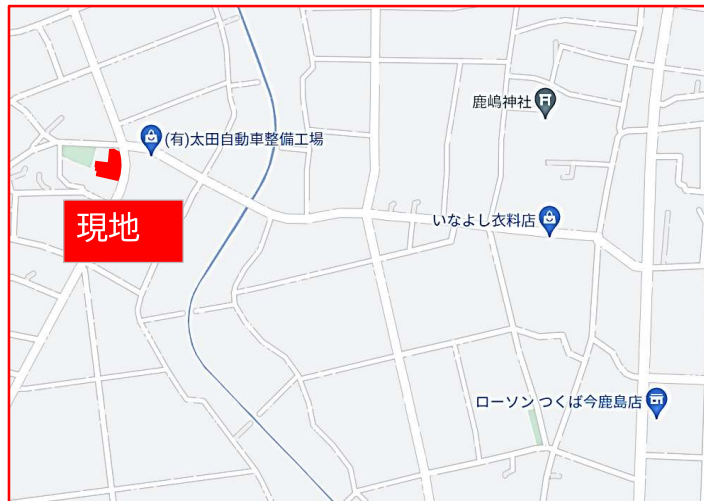 鹿嶋神社
(有)太田自動車整備工場
現地
いなよし衣料店
ローソン つくば今鹿島店